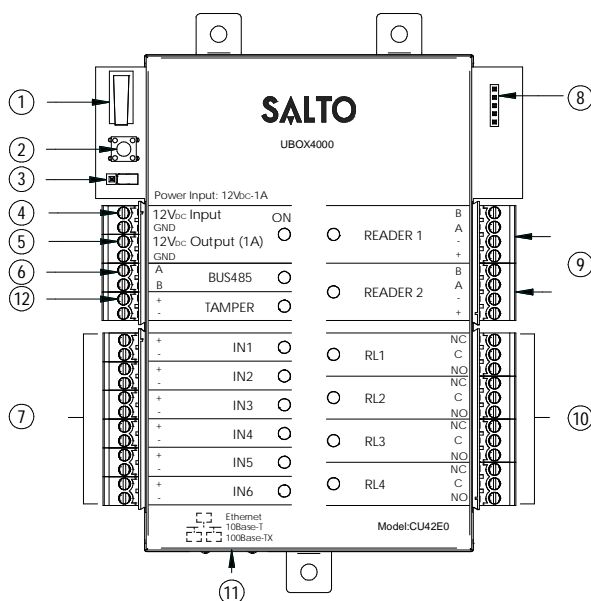 SALTO
UBOX4000
Power Input: 12VDC-1A
12VDC Input
GND
12VDC Output (1A)
GND
ON
A
B
BUS485
+
-
TAMPER
READER 1
B
A
-
+
READER 2
B
A
-
+
+
-
IN1
+
-
IN2
+
-
IN3
+
-
IN4
+
-
IN5
+
-
IN6
RL1
NC
C
NO
RL2
NC
C
NO
RL3
NC
C
NO
RL4
NC
C
NO
Ethernet
10Base-T
100Base-TX
Model:CU42E0
1
2
3
4
5
6
12
7
8
9
10
11